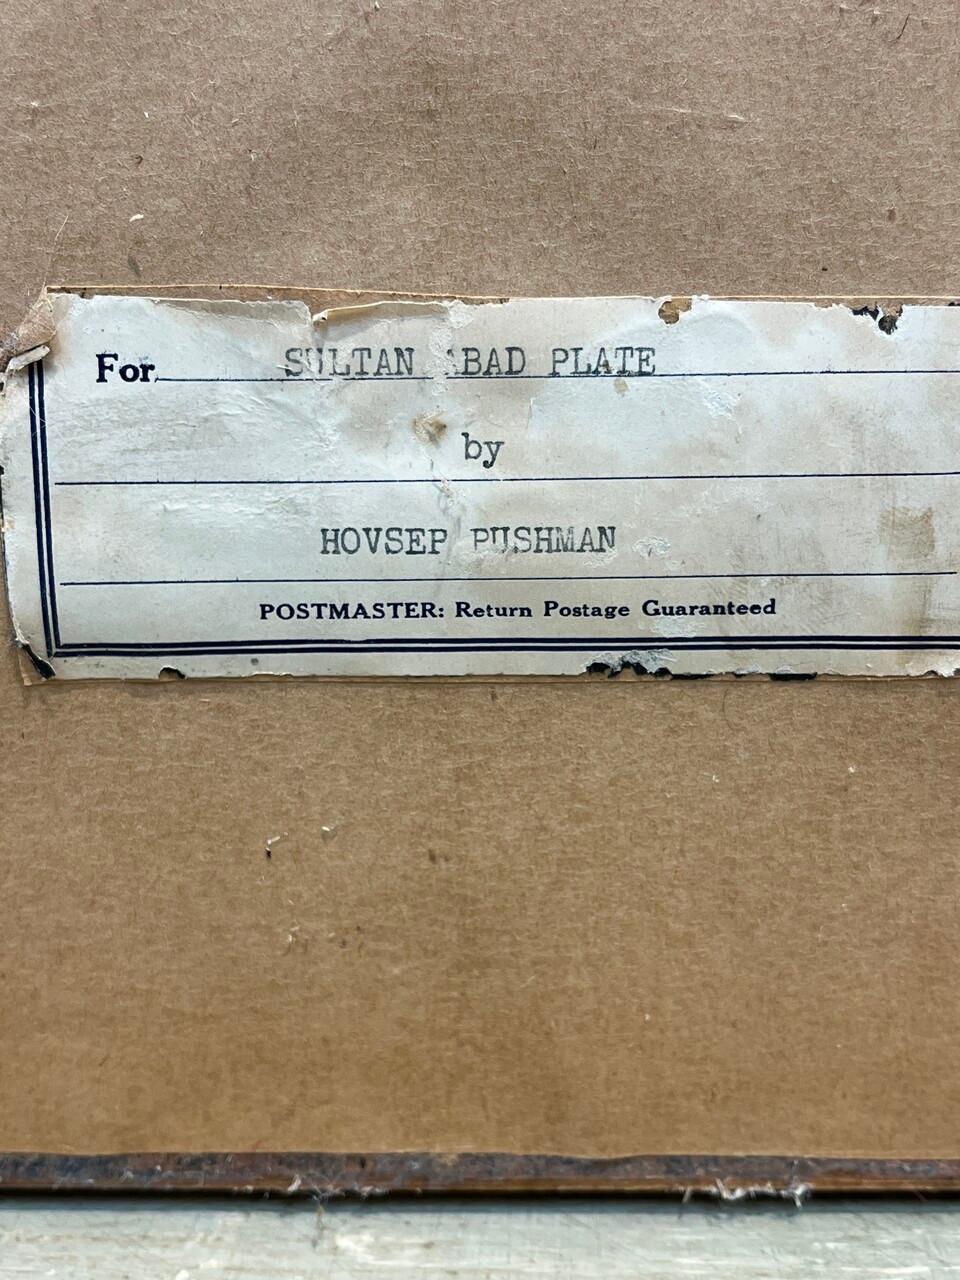 For SULTAN ABAD PLATE
by
HOVSEP PUSHMAN
POSTMASTER: Return Postage Guaranteed